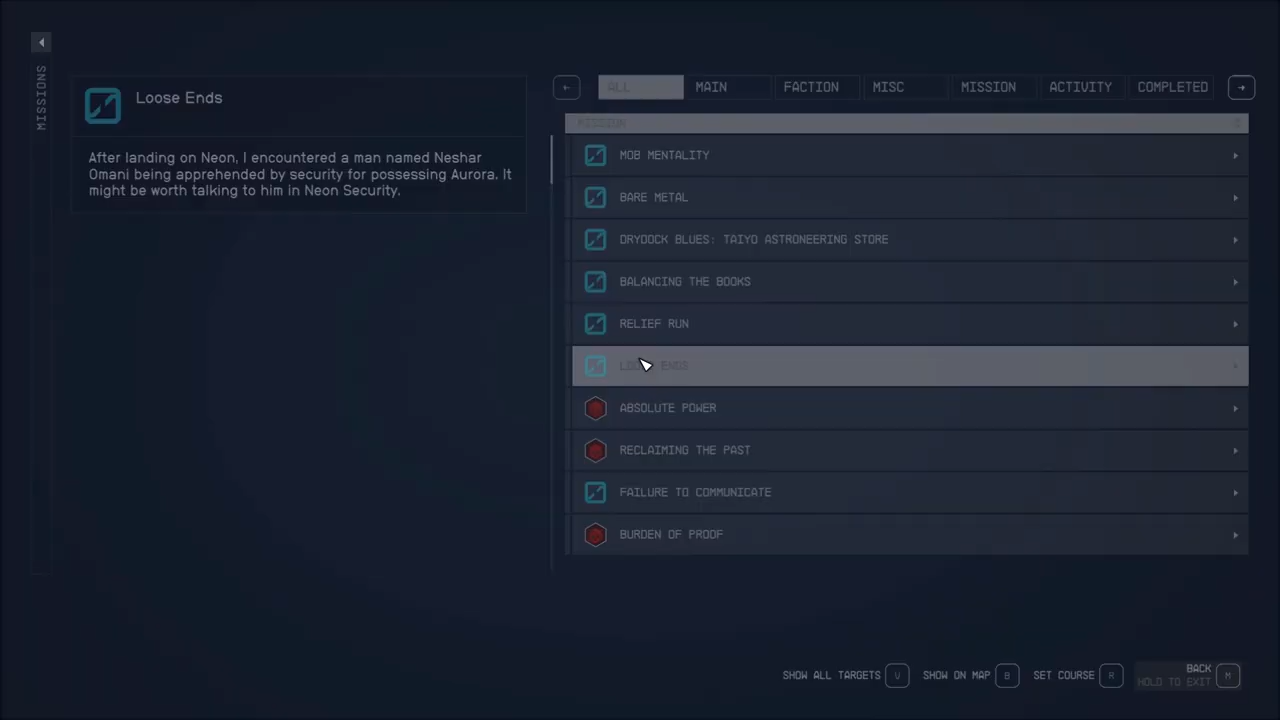 MISSIONS
Loose Ends
After landing on Neon, I encountered a man named Neshar
Omani being apprehended by security for possessing Aurora. It
might be worth talking to him in Neon Security.
ALL
MAIN
FACTION
MISC
MISSION
ACTIVITY
COMPLETED
MISSION
MOB MENTALITY
BARE METAL
DRYDOCK BLUES: TAIYO ASTRONEERING STORE
BALANCING THE BOOKS
RELIEF RUN
LOOSE ENDS
ABSOLUTE POWER
RECLAIMING THE PAST
FAILURE TO COMMUNICATE
BURDEN OF PROOF
SHOW ALL TARGETS V
SHOW ON MAP B
SET COURSE R
BACK M
HOLD TO EXIT